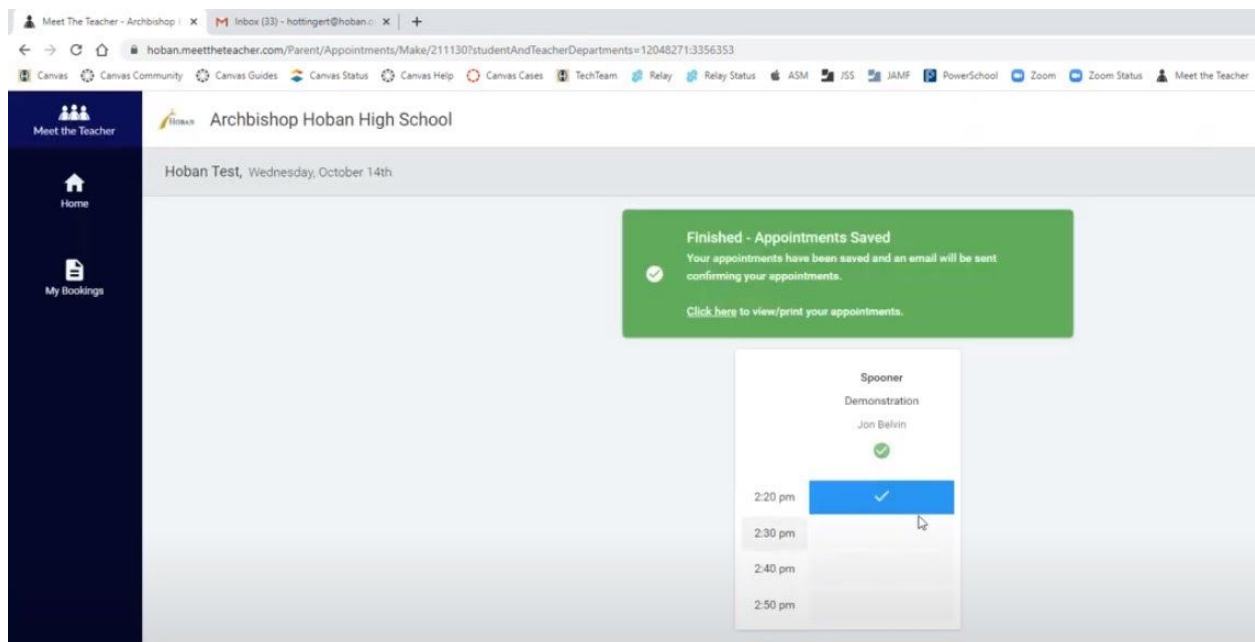 Meet The Teacher - Archbishop
Inbox (33) - hottingert@hoban.o
hoban.meettheteacher.com/Parent/Appointments/Make/211130?studentAndTeacherDepartments=12048271:3356353
Canvas Canvas Community Canvas Guides Canvas Status Canvas Help Canvas Cases TechTeam Relay Relay Status ASM JSS JAMF PowerSchool Zoom Zoom Status Meet the Teacher
Meet the Teacher
HOBAN Archbishop Hoban High School
Hoban Test, Wednesday, October 14th
Home
My Bookings
Finished - Appointments Saved
Your appointments have been saved and an email will be sent
confirming your appointments.
Click here to view/print your appointments.
Spooner
Demonstration
Jon Belvin
2:20 pm
2:30 pm
2:40 pm
2:50 pm